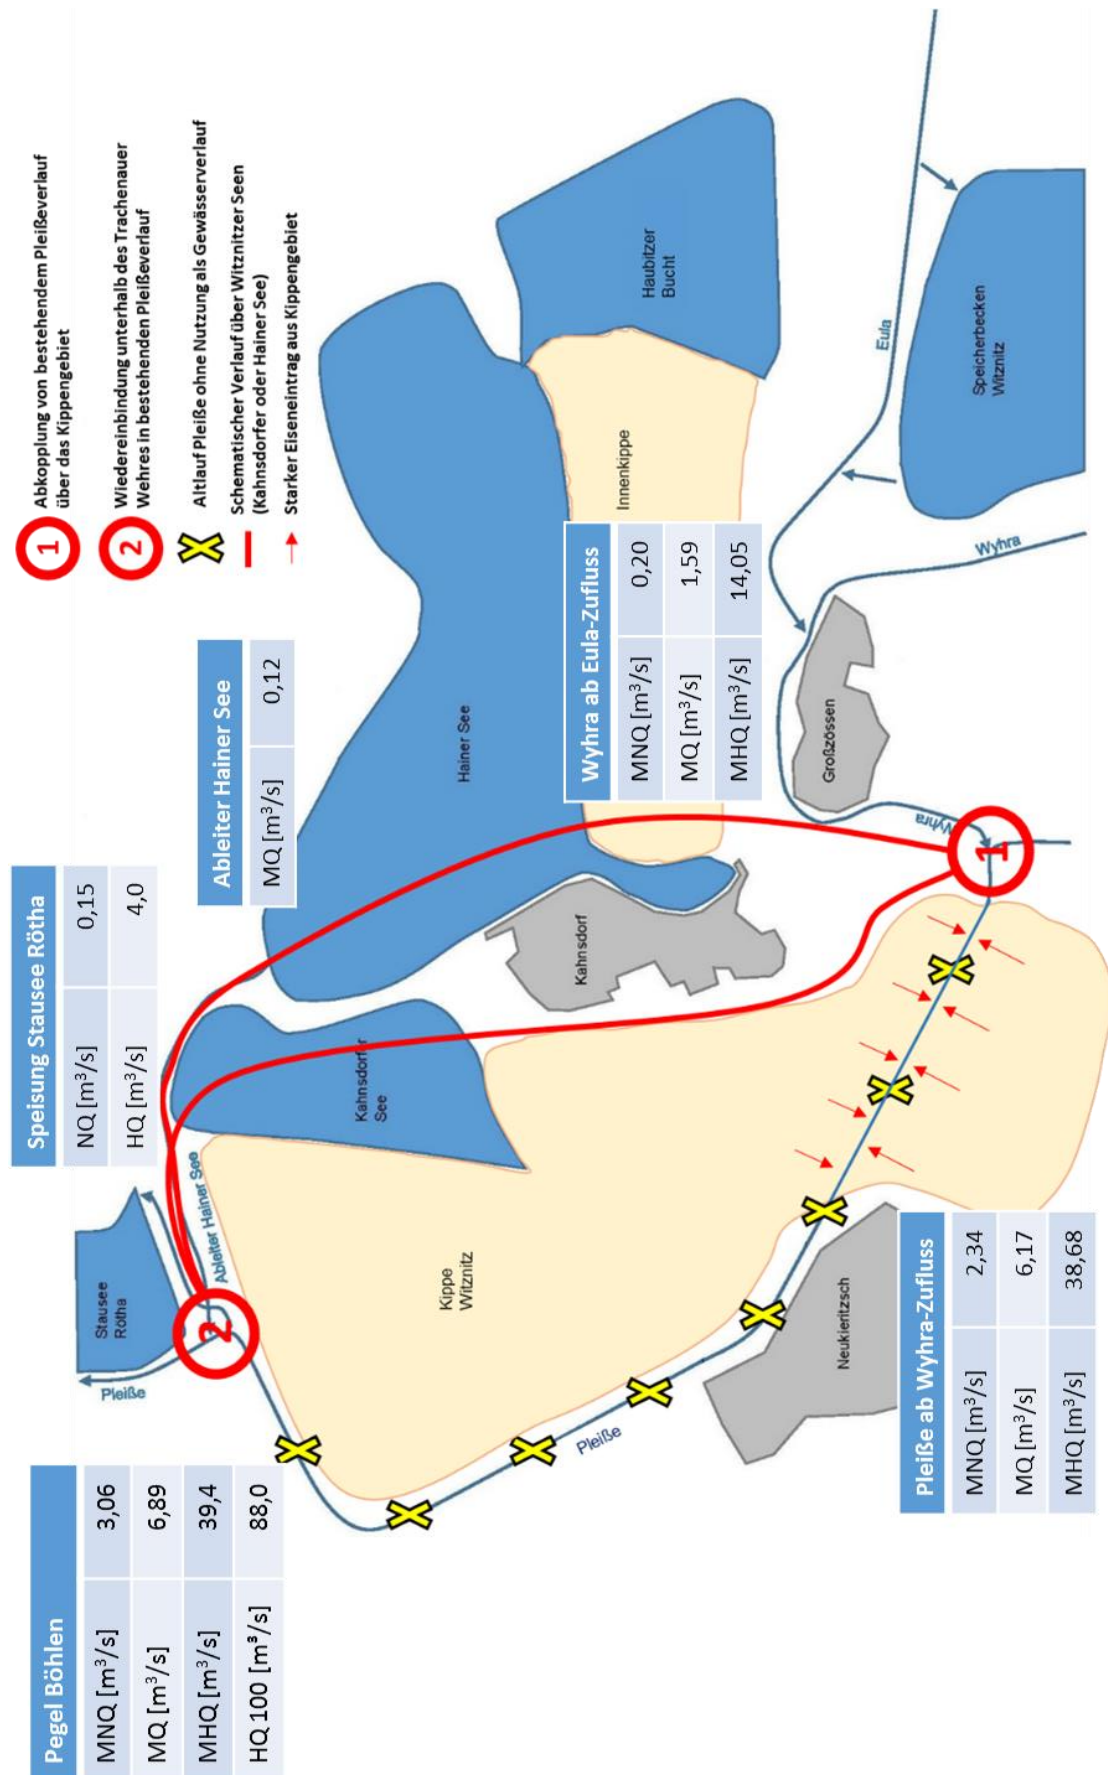 Pegel Böhlen
MNQ [m³/s] 3,06
MQ [m³/s] 6,89
MHQ [m³/s] 39,4
HQ 100 [m³/s] 88,0
Speisung Stausee Rötha
NQ [m³/s] 0,15
HQ [m³/s] 4,0
Ableiter Hainer See
MQ [m³/s] 0,12
1 Abkopplung von bestehendem Pleißeverlauf
über das Kippengebiet
2 Wiedereinbindung unterhalb des Trachenauer
Wehres in bestehenden Pleißeverlauf
Altlauf Pleiße ohne Nutzung als Gewässerverlauf
Schematischer Verlauf über Witznitzer Seen
(Kahnsdorfer oder Hainer See)
Starker Eiseneintrag aus Kippengebiet
Stausee
Rötha
Pleiße
2
Ableiter Hainer See
Kahnsdorfer
See
Hainer See
Haubitzer
Bucht
Innenkippe
Kippe
Witznitz
Kahnsdorf
Pleiße
Wyhra ab Eula-Zufluss
MNQ [m³/s] 0,20
MQ [m³/s] 1,59
MHQ [m³/s] 14,05
Neukieritzsch
Großzössen
Wyhra
Wyhra
Eula
Speicherbecken
Witznitz
1
Pleiße ab Wyhra-Zufluss
MNQ [m³/s] 2,34
MQ [m³/s] 6,17
MHQ [m³/s] 38,68